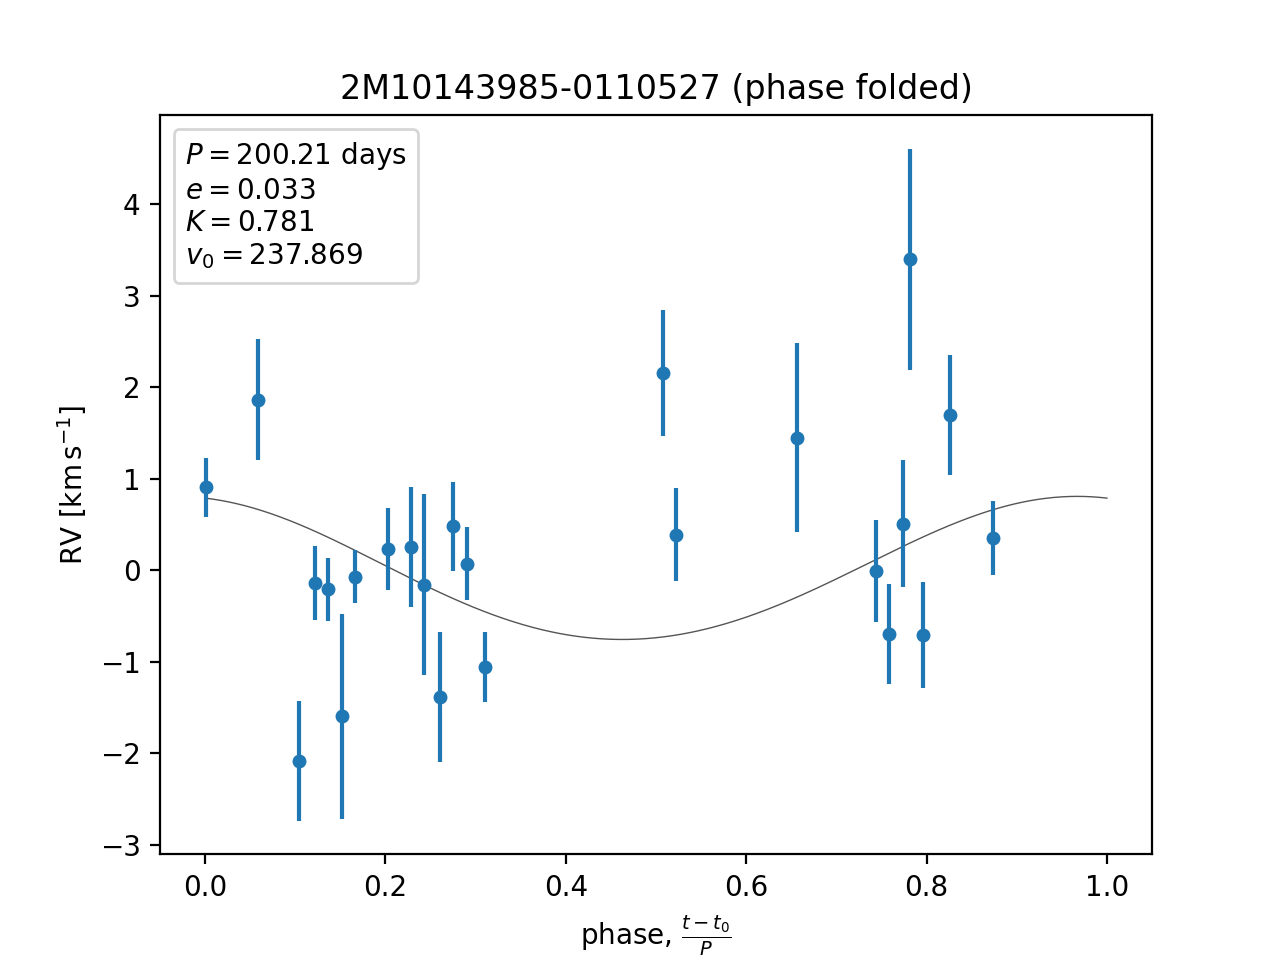 2M10143985-0110527 (phase folded)
P = 200.21 days
e = 0.033
K = 0.781
v₀ = 237.869
4
3
2
1
0
−1
−2
−3
RV [km s⁻¹]
0.0 0.2 0.4 0.6 0.8 1.0
phase, (t − t₀)/P